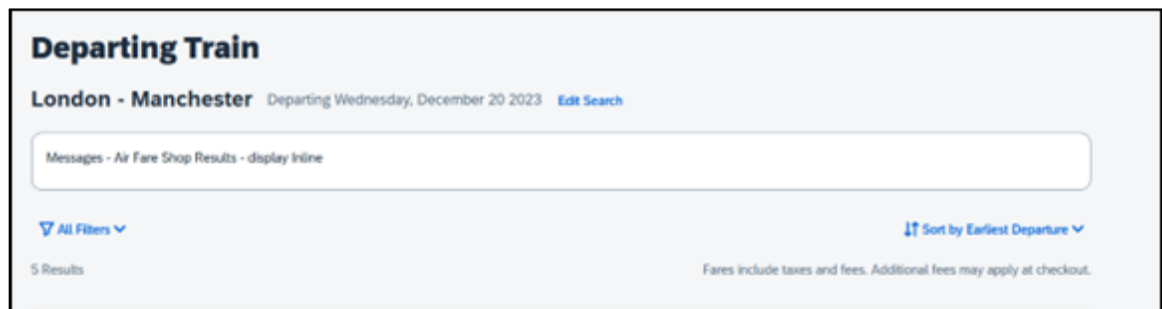 Departing Train
London - Manchester Departing Wednesday, December 20 2023 Edit Search
Messages - Air Fare Shop Results - display Inline
All Filters Sort by Earliest Departure
5 Results Fares include taxes and fees. Additional fees may apply at checkout.